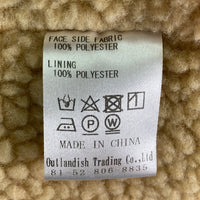 FACE SIDE FABRIC
100% POLYESTER
LINING
100% POLYESTER
MADE IN CHINA
Outlandish Trading Co.,Ltd
81-52 806-8835